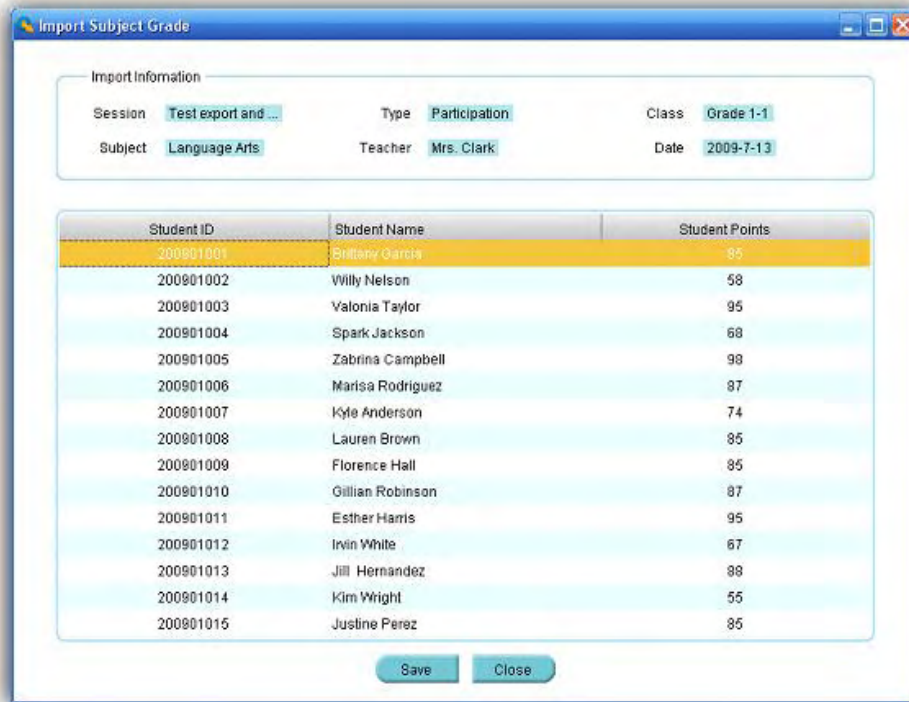 Import Subject Grade
Import Infomation
Session Test export and ... Type Participation Class Grade 1-1
Subject Language Arts Teacher Mrs. Clark Date 2009-7-13
Student ID Student Name Student Points
200901001 Brittany Garcia 85
200901002 Willy Nelson 58
200901003 Valonia Taylor 95
200901004 Spark Jackson 68
200901005 Zabrina Campbell 98
200901006 Marisa Rodriguez 87
200901007 Kyle Anderson 74
200901008 Lauren Brown 85
200901009 Florence Hall 85
200901010 Gillian Robinson 87
200901011 Esther Harris 95
200901012 Irvin White 67
200901013 Jill Hernandez 88
200901014 Kim Wright 55
200901015 Justine Perez 85
Save Close